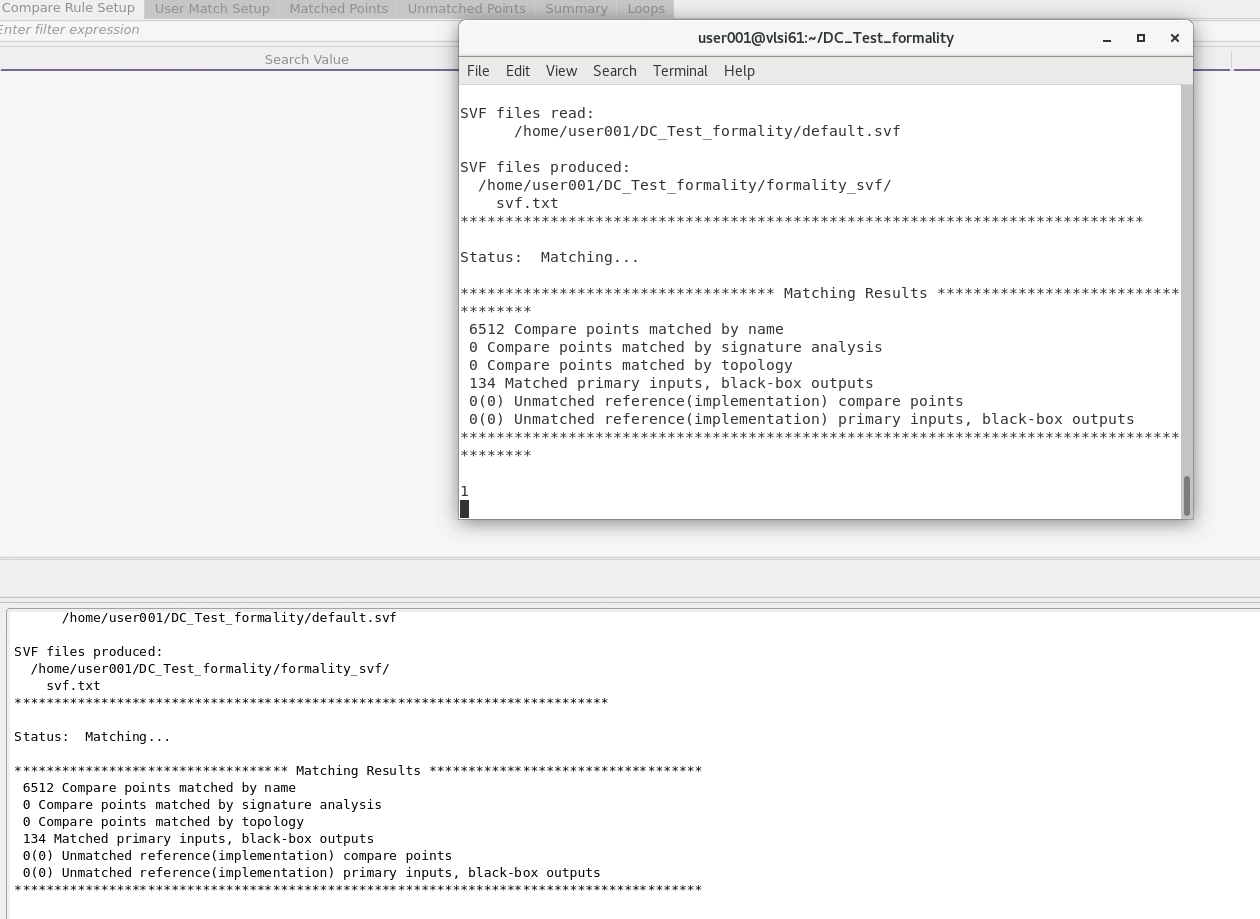 Compare Rule Setup User Match Setup Matched Points Unmatched Points Summary Loops
Enter filter expression
Search Value
user001@vlsi61:~/DC_Test_formality
File Edit View Search Terminal Help
SVF files read:
/home/user001/DC_Test_formality/default.svf
SVF files produced:
/home/user001/DC_Test_formality/formality_svf/
svf.txt
****************************************************************************
Status:  Matching...
*********************************** Matching Results ***************************
********
6512 Compare points matched by name
0 Compare points matched by signature analysis
0 Compare points matched by topology
134 Matched primary inputs, black-box outputs
0(0) Unmatched reference(implementation) compare points
0(0) Unmatched reference(implementation) primary inputs, black-box outputs
********************************************************************************
********
1
/home/user001/DC_Test_formality/default.svf
SVF files produced:
/home/user001/DC_Test_formality/formality_svf/
svf.txt
****************************************************************************
Status:  Matching...
*********************************** Matching Results ***********************************
6512 Compare points matched by name
0 Compare points matched by signature analysis
0 Compare points matched by topology
134 Matched primary inputs, black-box outputs
0(0) Unmatched reference(implementation) compare points
0(0) Unmatched reference(implementation) primary inputs, black-box outputs
****************************************************************************************